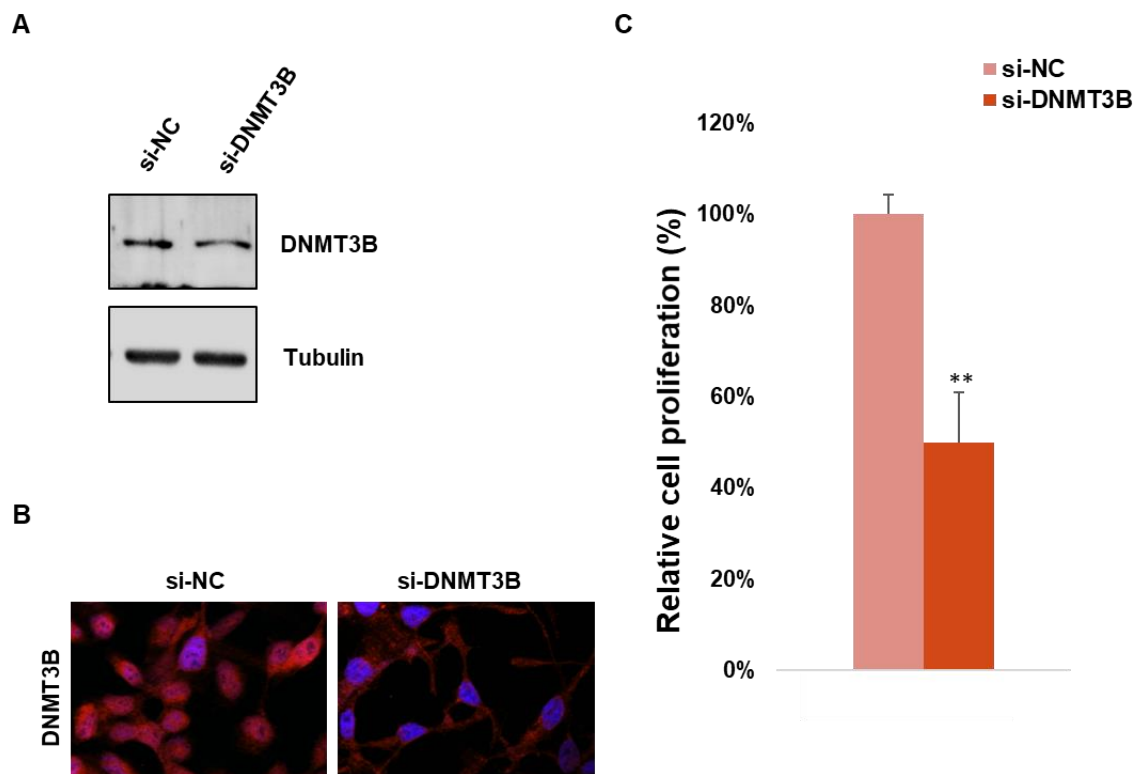 A
si-NC
si-DNMT3B
DNMT3B
Tubulin
B
si-NC
si-DNMT3B
DNMT3B
C
si-NC
si-DNMT3B
Relative cell proliferation (%)
120%
100%
80%
60%
40%
20%
0%
**